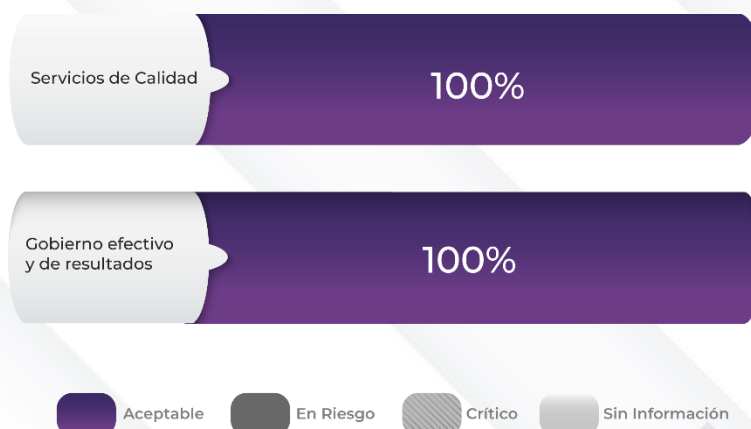 Servicios de Calidad
100%
Gobierno efectivo
y de resultados
100%
Aceptable
En Riesgo
Crítico
Sin Información